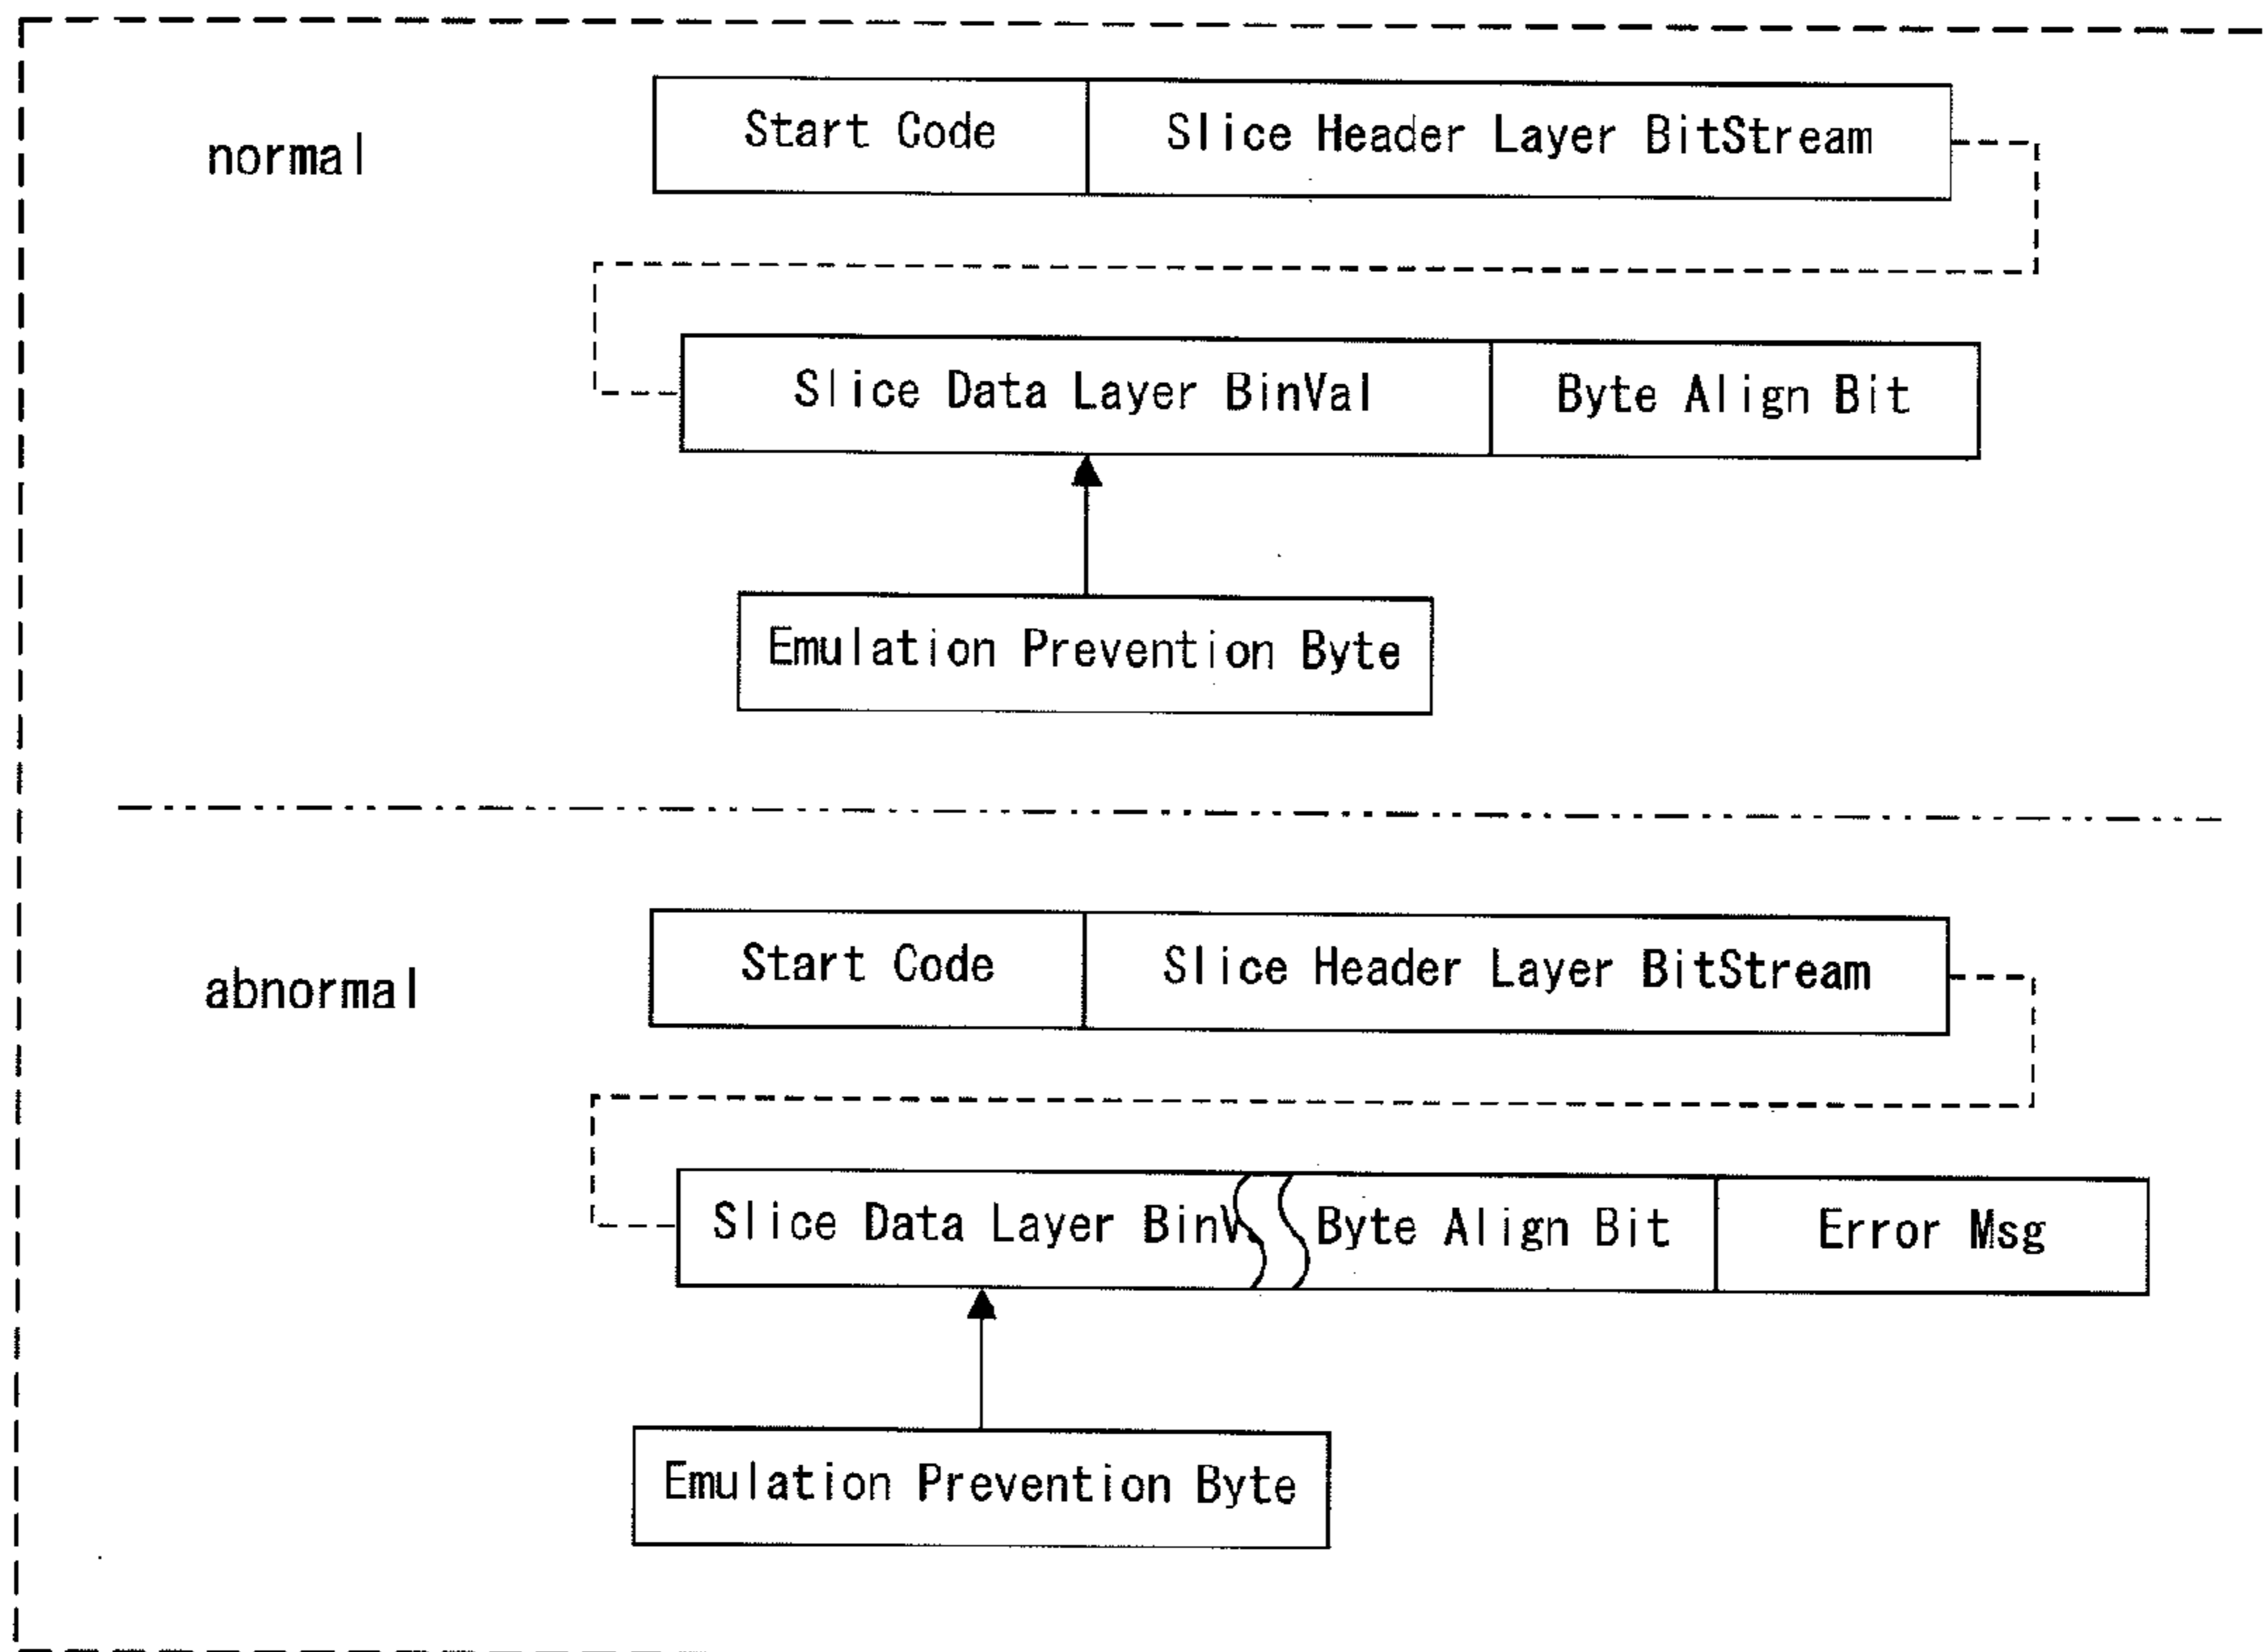 normal
Start Code
Slice Header Layer BitStream
Slice Data Layer BinVal
Byte Align Bit
Emulation Prevention Byte
abnormal
Start Code
Slice Header Layer BitStream
Slice Data Layer BinV
Byte Align Bit
Error Msg
Emulation Prevention Byte